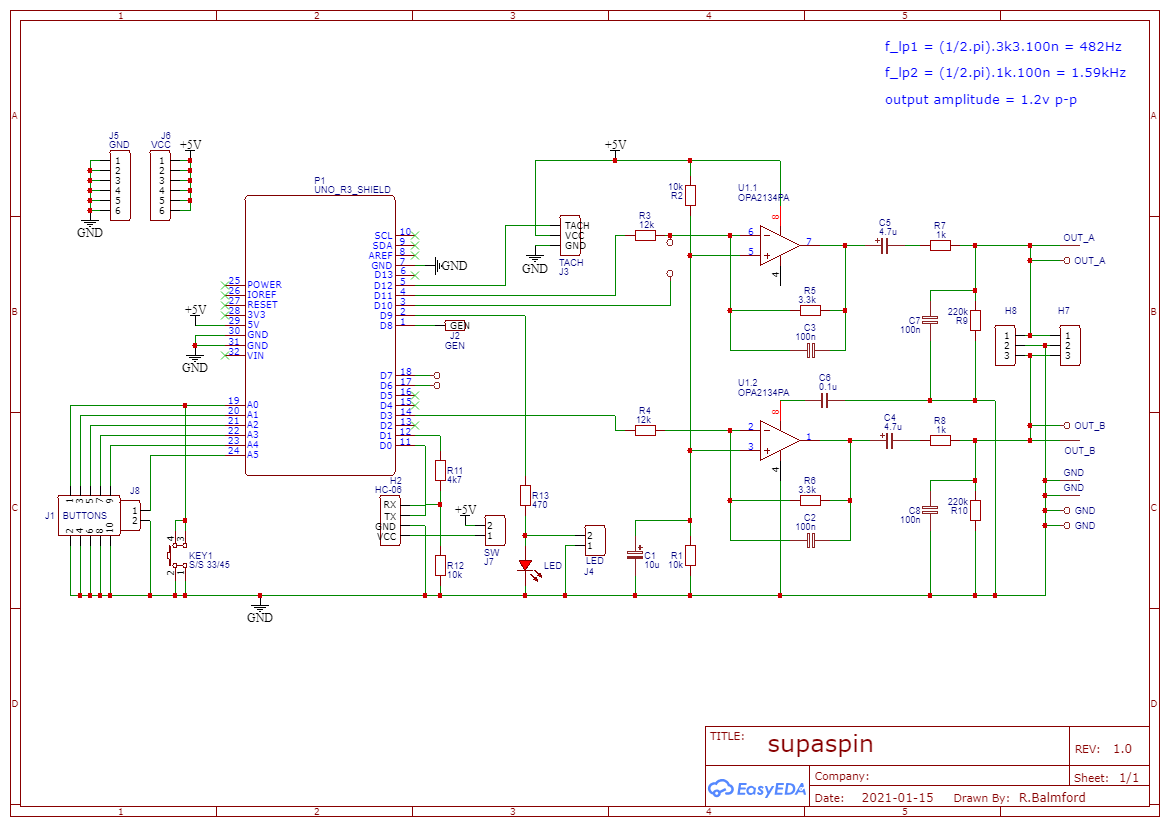 1 2 3 4 5
A B C D
f_lp1 = (1/2.pi).3k3.100n = 482Hz
f_lp2 = (1/2.pi).1k.100n = 1.59kHz
output amplitude = 1.2v p-p
J5
GND
1
2
3
4
5
6
GND
J6
VCC
+5V
1
2
3
4
5
6
P1
UNO_R3_SHIELD
SCL 10
SDA 9
AREF 8
GND 7
GND
D13 6
D12 5
D11 4
D10 3
D9 2
D8 1
D7 18
D6 17
D5 16
D4 15
D3 14
D2 13
D1 12
D0 11
25 POWER
26 IOREF
27 RESET
28 3V3
29 5V
30 GND
31 GND
32 VIN
+5V
GND
19 A0
20 A1
21 A2
22 A3
23 A4
24 A5
GEN
J2
GEN
+5V
TACH
VCC
GND
TACH
J3
GND
R3
12k
10k
R2
U1.1
OPA2134PA
8
6
5
7
4
R5
3.3k
C3
100n
C5
4.7u
R7
1k
OUT_A
OUT_A
C7
100n
220k
R9
H8
1
2
3
H7
1
2
3
R4
12k
U1.2
OPA2134PA
8
2
3
1
4
C6
0.1u
R6
3.3k
C2
100n
C4
4.7u
R8
1k
OUT_B
OUT_B
C8
100n
220k
R10
GND
GND
GND
GND
C1
10u
R1
10k
J1
BUTTONS
1 3 5 7 9
2 4 6 8 10
J8
1
2
4 3
2 1
KEY1
S/S 33/45
GND
H2
HC-06
RX
TX
GND
VCC
R11
4k7
R12
10k
+5V
2
1
SW
J7
R13
470
LED
2
1
LED
J4
TITLE:
supaspin
REV: 1.0
EasyEDA
Company:
Sheet: 1/1
Date: 2021-01-15 Drawn By: R.Balmford
1 2 3 4 5
A B C D